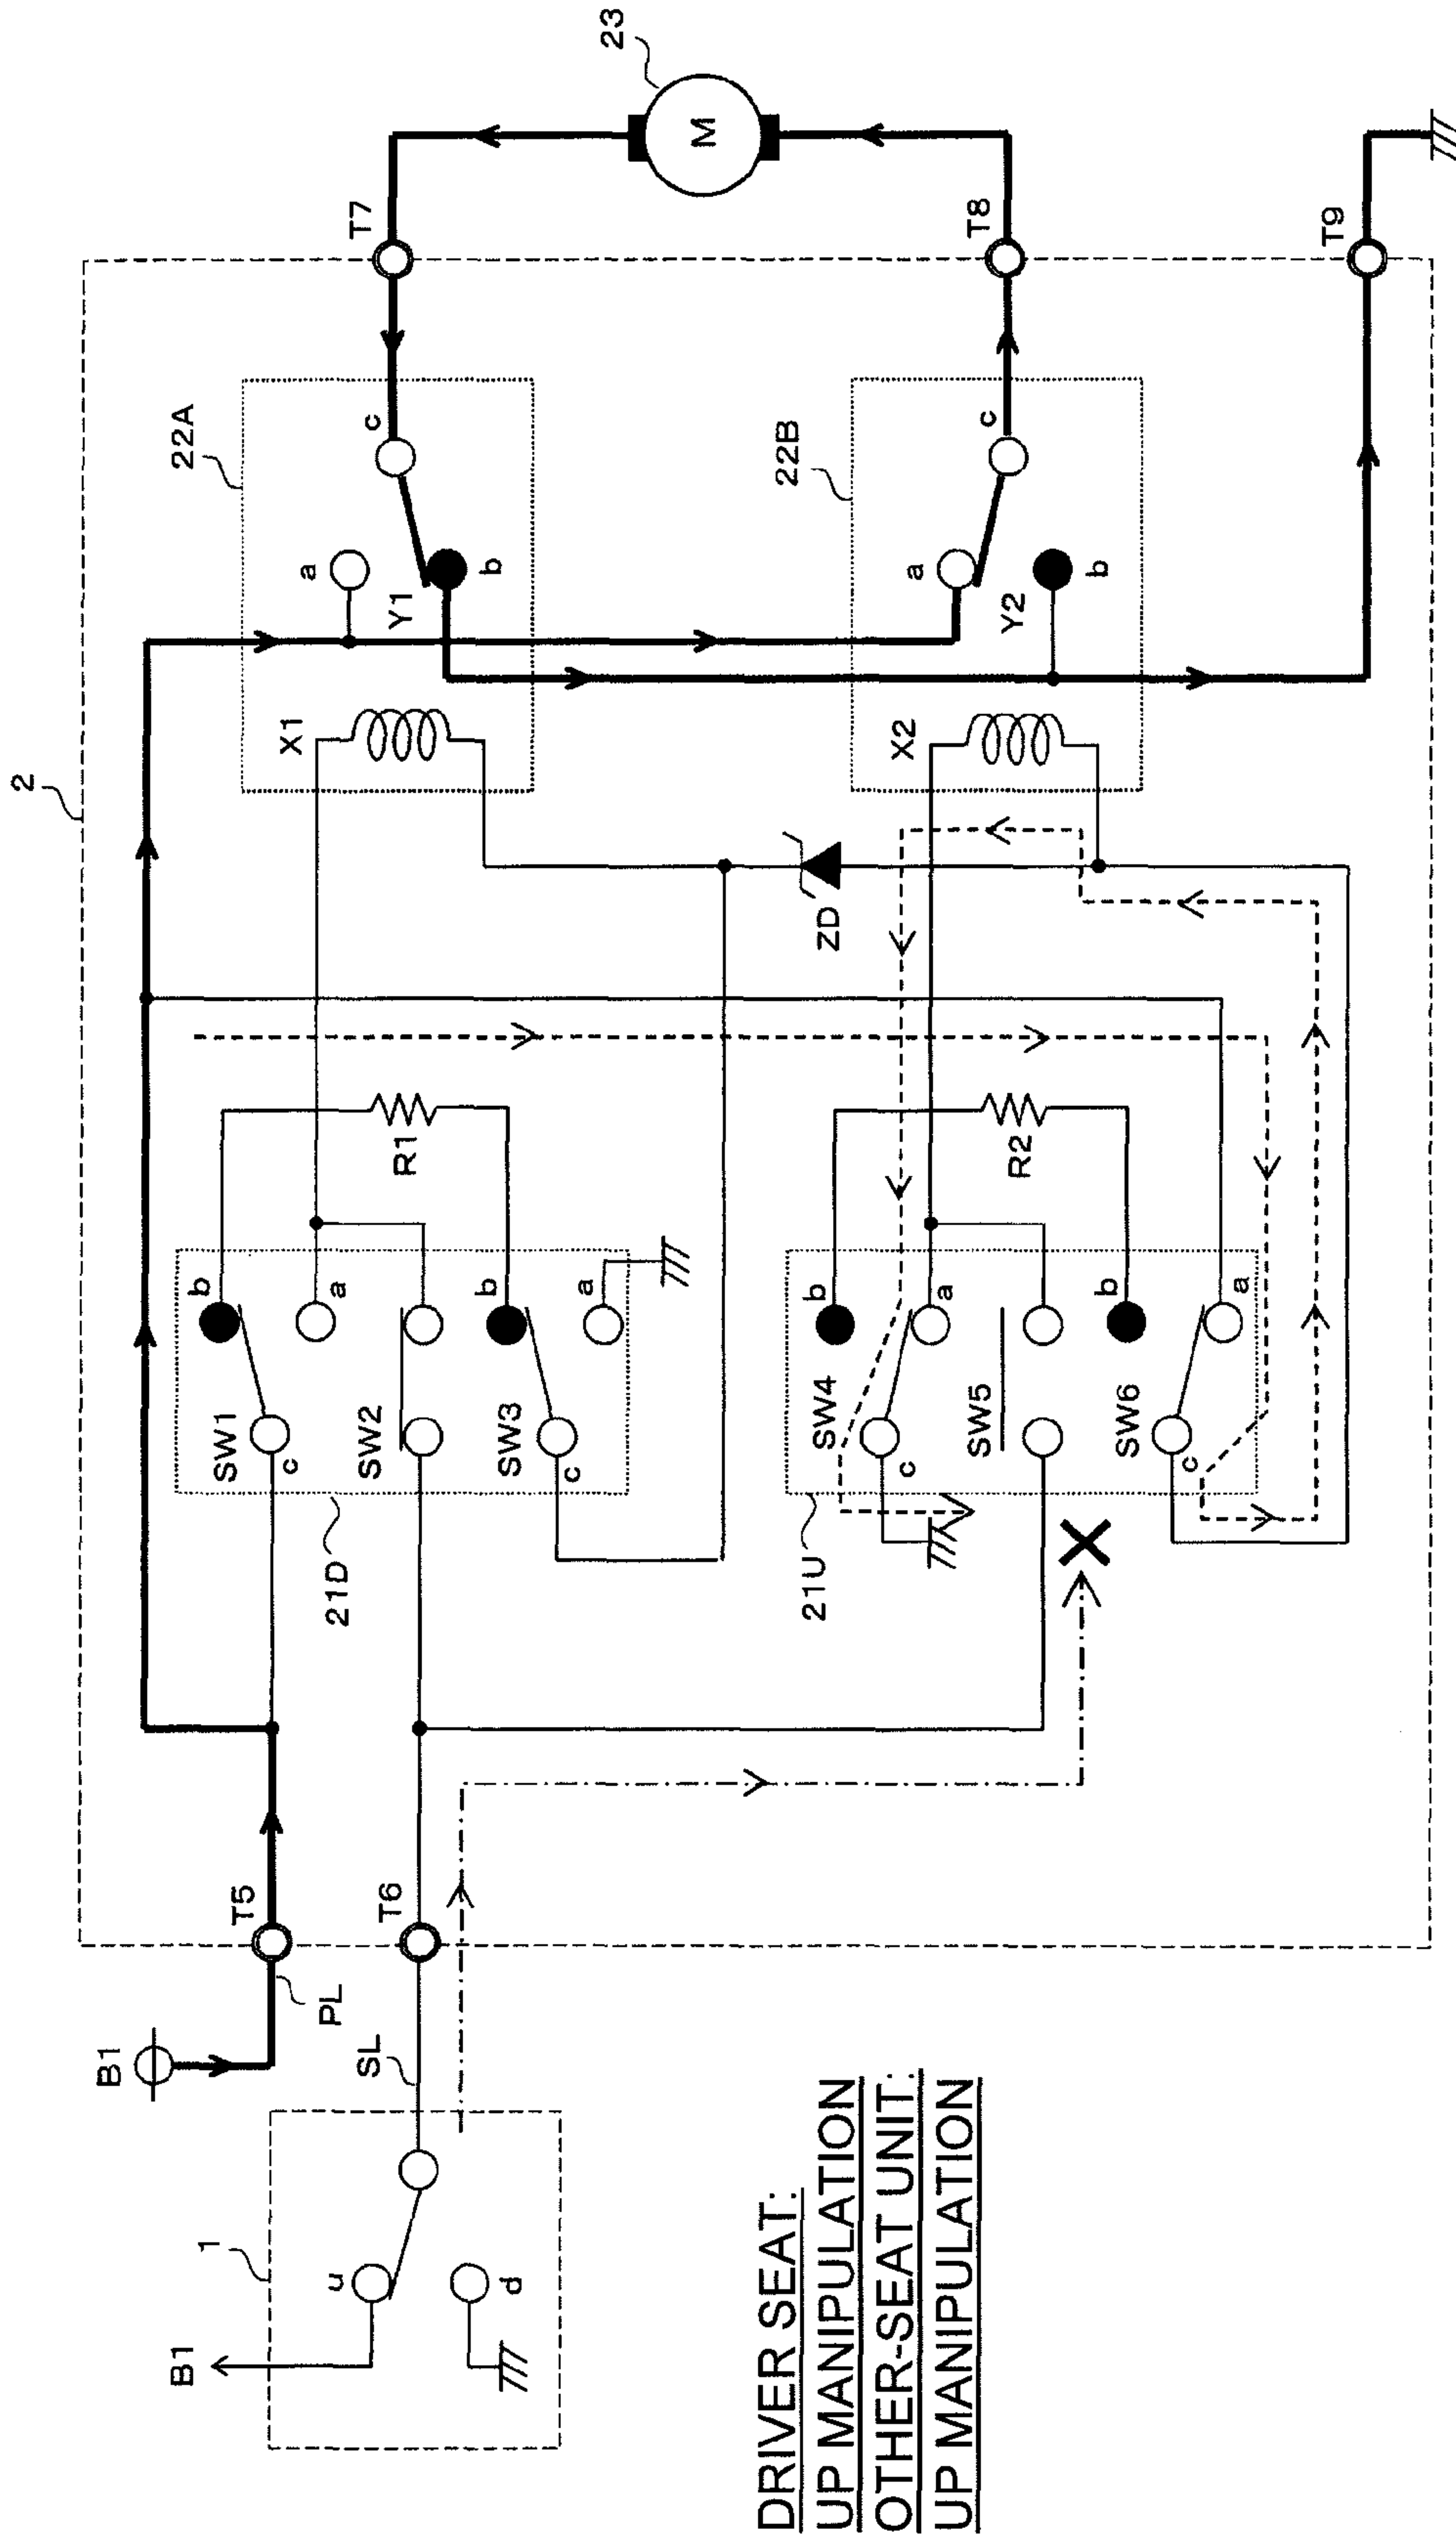 2
B1
PL
T5
T6
SL
1
B1
u
d
21D
SW1
c
b
a
SW2
SW3
c
b
a
R1
X1
22A
a
Y1
b
c
T7
23
M
ZD
21U
SW4
c
b
a
SW5
SW6
c
b
a
R2
X2
22B
a
Y2
b
c
T8
T9
DRIVER SEAT:
UP MANIPULATION
OTHER-SEAT UNIT:
UP MANIPULATION